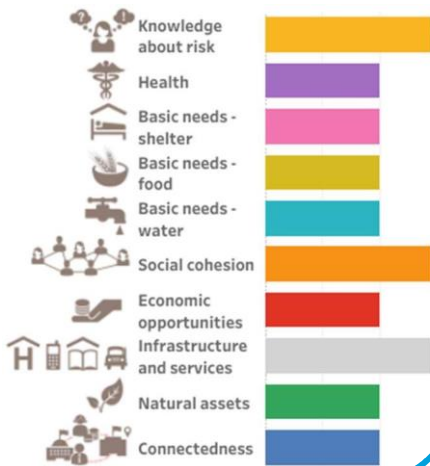 Knowledge
about risk
Health
Basic needs -
shelter
Basic needs -
food
Basic needs -
water
Social cohesion
Economic
opportunities
Infrastructure
and services
Natural assets
Connectedness